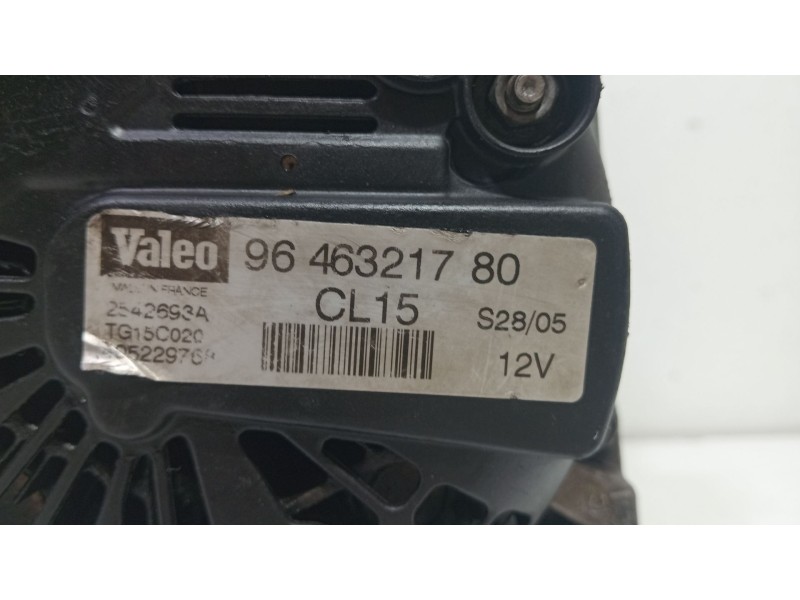 Valeo 96 463217 80
MADE IN FRANCE
2542693A CL15 S28/05
TG15C020
12V